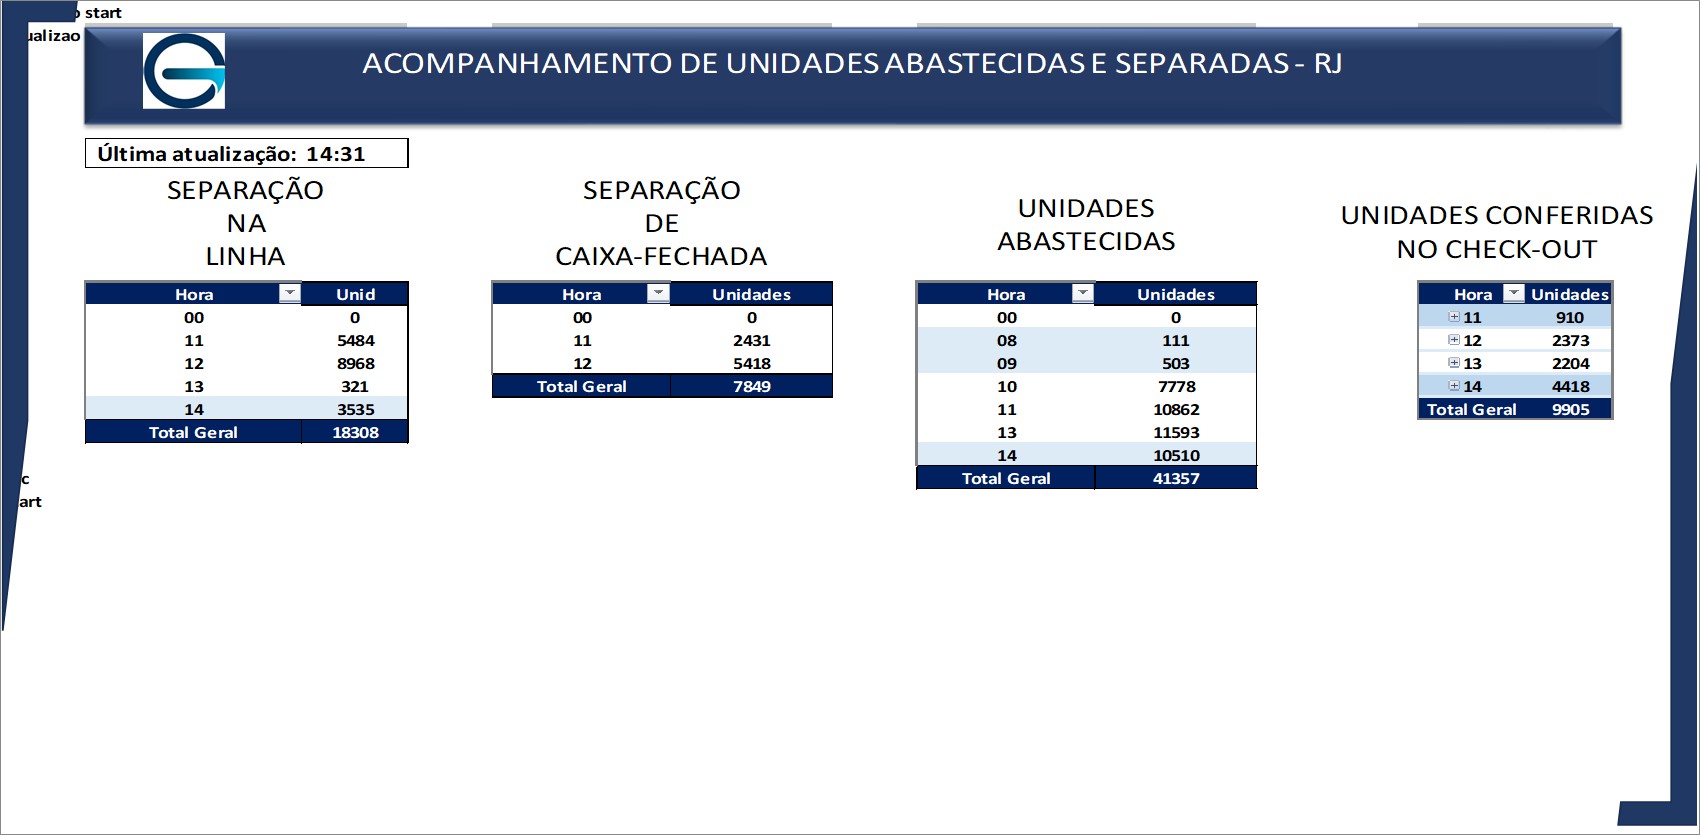 start
ualizao
ACOMPANHAMENTO DE UNIDADES ABASTECIDAS E SEPARADAS - RJ
Última atualização: 14:31
SEPARAÇÃO
NA
LINHA
Hora Unid
00 0
11 5484
12 8968
13 321
14 3535
Total Geral 18308
SEPARAÇÃO
DE
CAIXA-FECHADA
Hora Unidades
00 0
11 2431
12 5418
Total Geral 7849
UNIDADES
ABASTECIDAS
Hora Unidades
00 0
08 111
09 503
10 7778
11 10862
13 11593
14 10510
Total Geral 41357
UNIDADES CONFERIDAS
NO CHECK-OUT
Hora Unidades
11 910
12 2373
13 2204
14 4418
Total Geral 9905
c
art